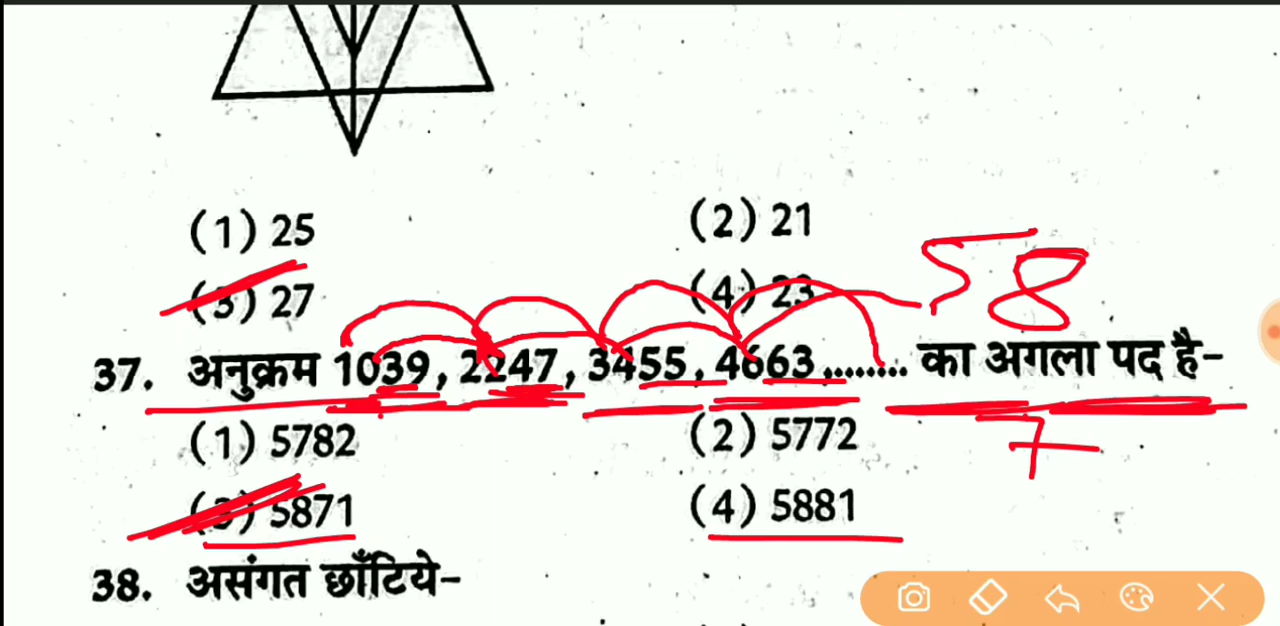 (1) 25 (2) 21
(3) 27 (4) 23
58
37. अनुक्रम 1039, 2247, 3455, 4663,........ का अगला पद है–
7
(1) 5782 (2) 5772
(3) 5871 (4) 5881
38. असंगत छाँटिये–